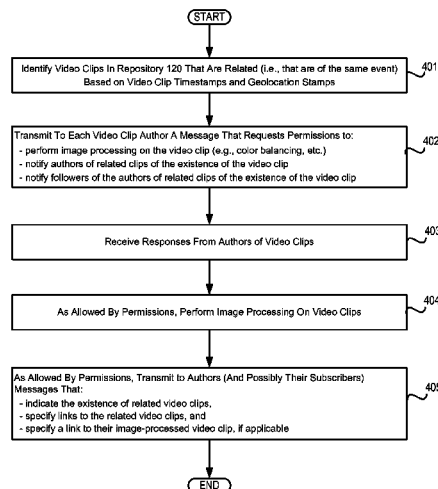 START
Identify Video Clips In Repository 120 That Are Related (i.e., that are of the same event)
Based on Video Clip Timestamps and Geolocation Stamps
401
Transmit To Each Video Clip Author A Message That Requests Permissions to:
- perform image processing on the video clip (e.g., color balancing, etc.)
- notify authors of related clips of the existence of the video clip
- notify followers of the authors of related clips of the existence of the video clip
402
Receive Responses From Authors of Video Clips
403
As Allowed By Permissions, Perform Image Processing On Video Clips
404
As Allowed By Permissions, Transmit to Authors (And Possibly Their Subscribers)
Messages That:
- indicate the existence of related video clips,
- specify links to the related video clips, and
- specify a link to their image-processed video clip, if applicable
405
END